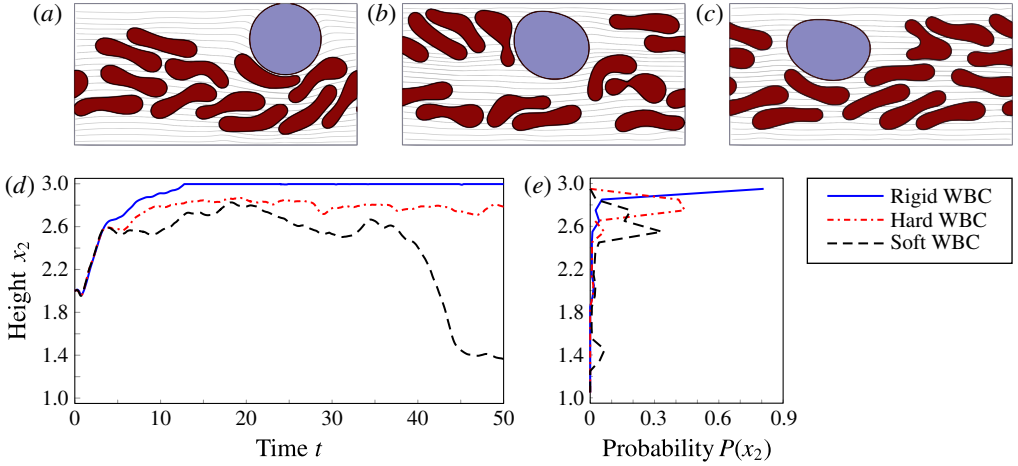 (a)
(b)
(c)
(d)
3.0
2.6
2.2
1.8
1.4
1.0
Height x₂
0
10
20
30
40
50
Time t
(e)
3.0
2.6
2.2
1.8
1.4
1.0
0
0.3
0.6
0.9
Probability P(x₂)
Rigid WBC
Hard WBC
Soft WBC